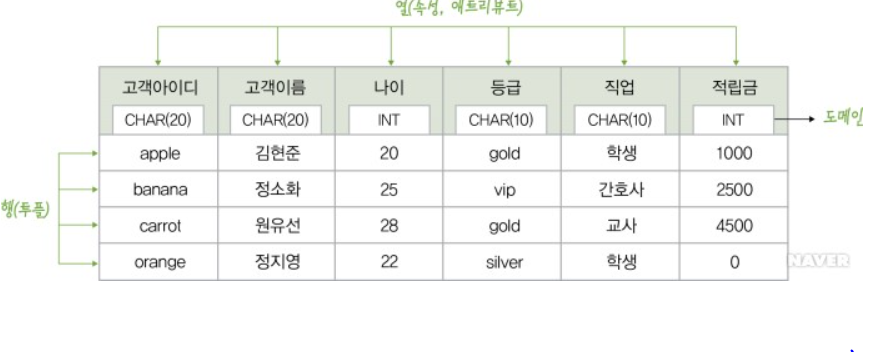 열(속성, 애트리뷰트)
고객아이디 고객이름 나이 등급 직업 적립금
CHAR(20) CHAR(20) INT CHAR(10) CHAR(10) INT
도메인
apple 김현준 20 gold 학생 1000
banana 정소화 25 vip 간호사 2500
행(투플)
carrot 원유선 28 gold 교사 4500
orange 정지영 22 silver 학생 0
NAVER